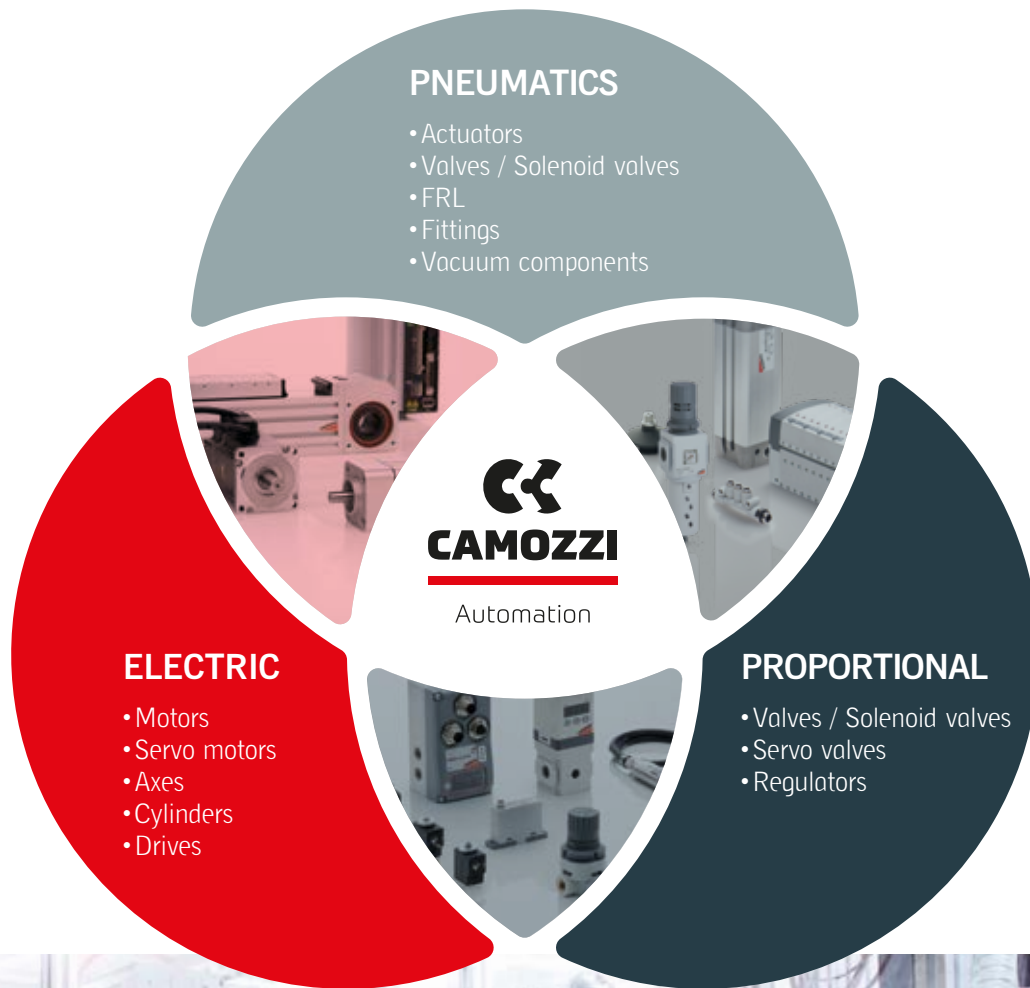 PNEUMATICS
• Actuators
• Valves / Solenoid valves
• FRL
• Fittings
• Vacuum components
CAMOZZI
Automation
ELECTRIC
• Motors
• Servo motors
• Axes
• Cylinders
• Drives
PROPORTIONAL
• Valves / Solenoid valves
• Servo valves
• Regulators